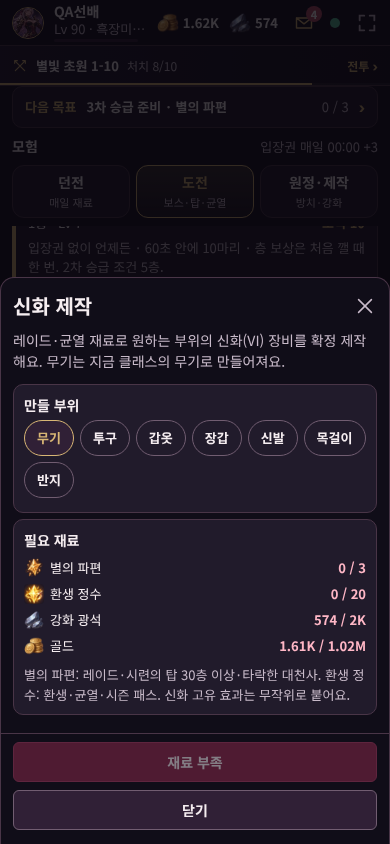 QA선배
Lv 90 · 흑장미…
1.62K
574
4
별빛 초원 1-10 처치 8/10
전투 ›
다음 목표 3차 승급 준비 · 별의 파편 0 / 3 ›
모험
입장권 매일 00:00 +3
던전
매일 재료
도전
보스·탑·균열
원정·제작
방치·강화
입장권 없이 언제든 · 60초 안에 10마리 · 층 보상은 처음 깰 때
한 번. 2차 승급 조건 5층.
신화 제작
레이드·균열 재료로 원하는 부위의 신화(VI) 장비를 확정 제작
해요. 무기는 지금 클래스의 무기로 만들어져요.
만들 부위
무기 투구 갑옷 장갑 신발 목걸이
반지
필요 재료
별의 파편 0 / 3
환생 정수 0 / 20
강화 광석 574 / 2K
골드 1.61K / 1.02M
별의 파편: 레이드·시련의 탑 30층 이상·타락한 대천사. 환생 정
수: 환생·균열·시즌 패스. 신화 고유 효과는 무작위로 붙어요.
재료 부족
닫기